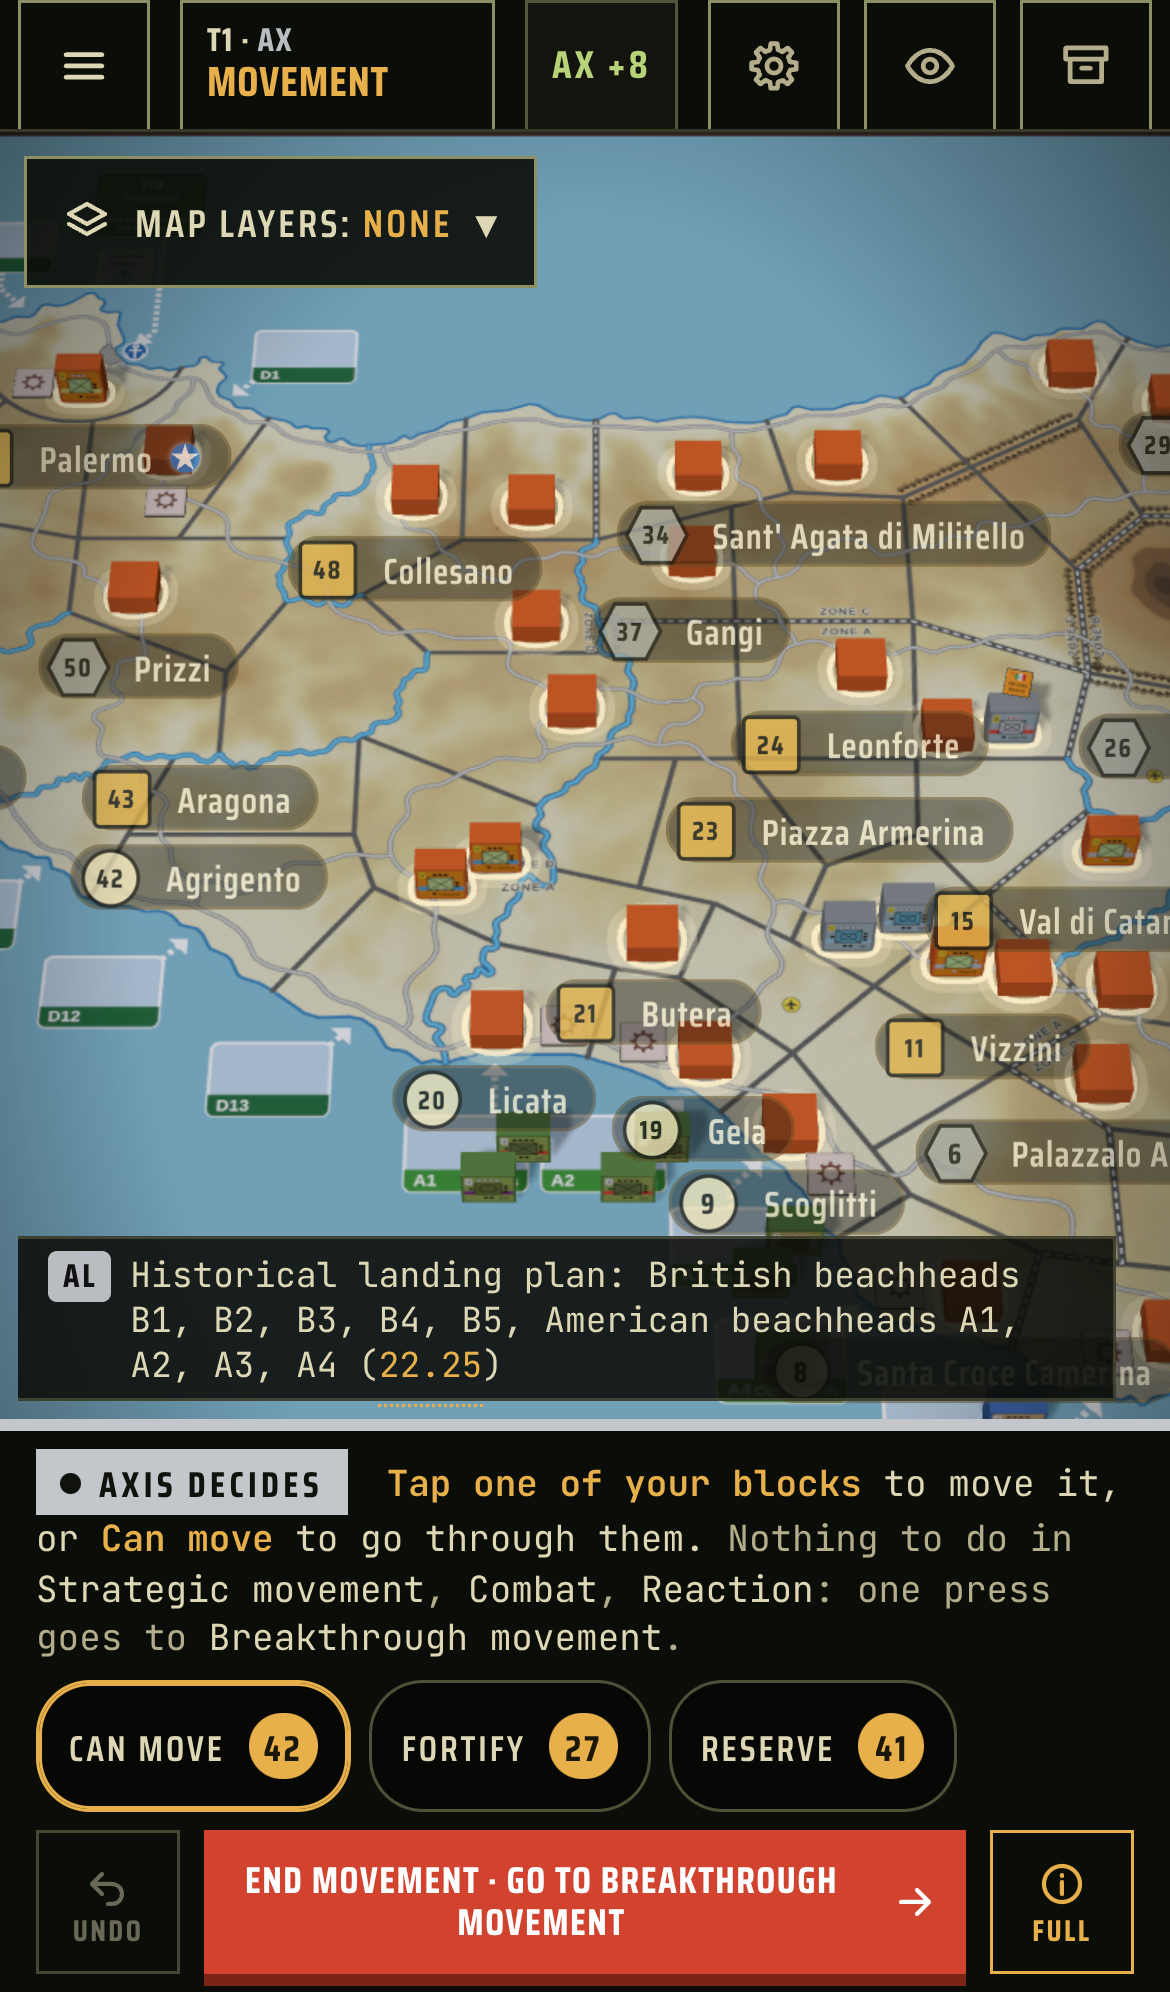 T1 · AX
MOVEMENT
AX +8
MAP LAYERS: NONE ▼
D1
Palermo
29
34 Sant' Agata di Militello
48 Collesano
37 Gangi
ZONE C
ZONE A
50 Prizzi
24 Leonforte
26
43 Aragona
23 Piazza Armerina
42 Agrigento
ZONE A
15 Val di Catan
D12
21 Butera
11 Vizzini
D13
20 Licata
19 Gela
6 Palazzalo A
A1
A2
9 Scoglitti
AL Historical landing plan: British beachheads
B1, B2, B3, B4, B5, American beachheads A1,
A2, A3, A4 (22.25)
8 Santa Croce Camerina
A4
AXIS DECIDES Tap one of your blocks to move it,
or Can move to go through them. Nothing to do in
Strategic movement, Combat, Reaction: one press
goes to Breakthrough movement.
CAN MOVE 42
FORTIFY 27
RESERVE 41
UNDO
END MOVEMENT · GO TO BREAKTHROUGH
MOVEMENT
FULL